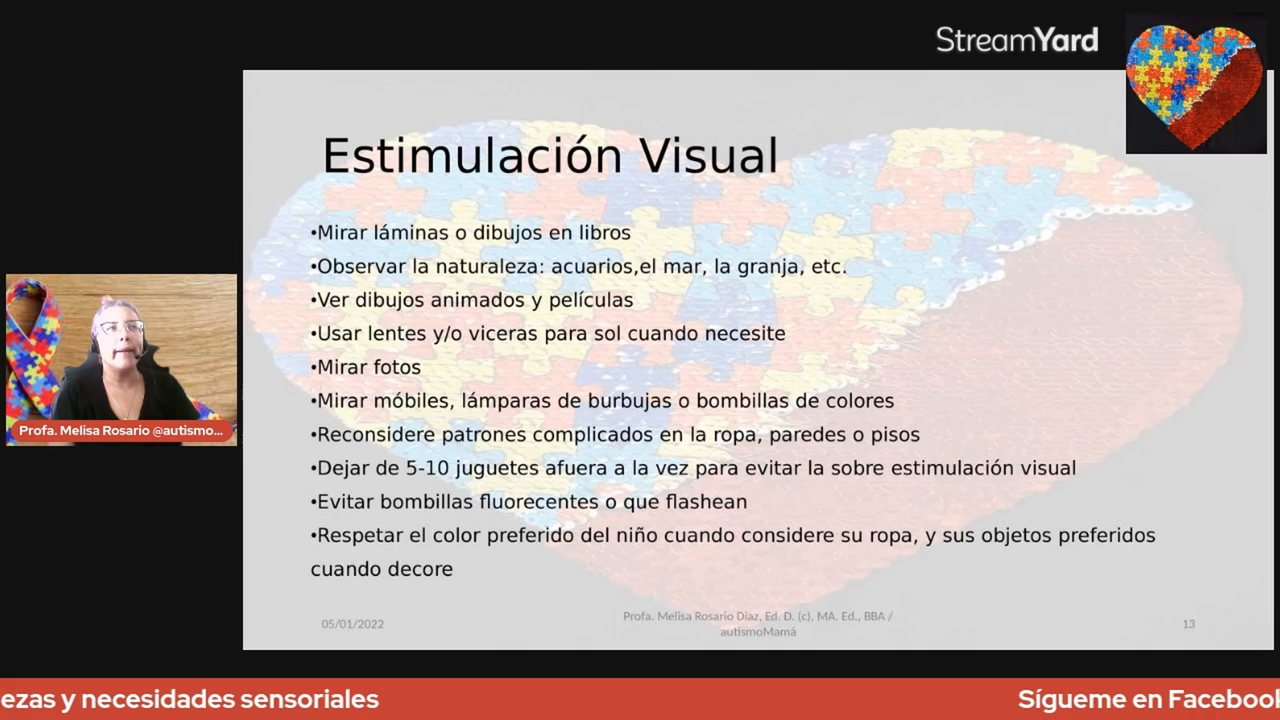 StreamYard
Estimulación Visual
•Mirar láminas o dibujos en libros
•Observar la naturaleza: acuarios,el mar, la granja, etc.
•Ver dibujos animados y películas
•Usar lentes y/o viceras para sol cuando necesite
•Mirar fotos
•Mirar móbiles, lámparas de burbujas o bombillas de colores
•Reconsidere patrones complicados en la ropa, paredes o pisos
•Dejar de 5-10 juguetes afuera a la vez para evitar la sobre estimulación visual
•Evitar bombillas fluorecentes o que flashean
•Respetar el color preferido del niño cuando considere su ropa, y sus objetos preferidos
cuando decore
Profa. Melisa Rosario @autismo...
05/01/2022
Profa. Melisa Rosario Díaz, Ed. D. (c), MA. Ed., BBA /
autismoMamá
13
ezas y necesidades sensoriales
Sígueme en Facebook